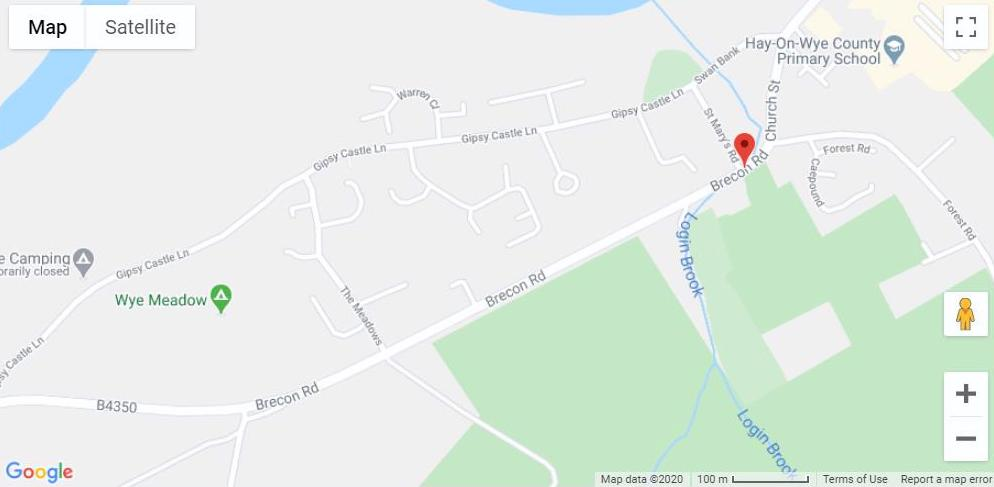 Map
Satellite
Hay-On-Wye County
Primary School
Swan Bank
Church St
Warren Cl
Gipsy Castle Ln
Gipsy Castle Ln
Gipsy Castle Ln
St Mary's Rd
Brecon Rd
Forest Rd
Caepound
Forest Rd
Login Brook
e Camping
orarily closed
Gipsy Castle Ln
Wye Meadow
The Meadows
Brecon Rd
sy Castle Ln
B4350
Brecon Rd
Login Brook
Google
Map data ©2020
100 m
Terms of Use
Report a map error